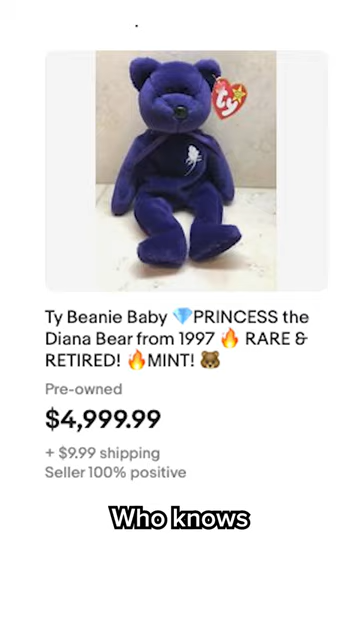 ty
Ty Beanie Baby 💎PRINCESS the
Diana Bear from 1997 🔥 RARE &
RETIRED! 🔥MINT! 🐻
Pre-owned
$4,999.99
+ $9.99 shipping
Seller 100% positive
Who knows